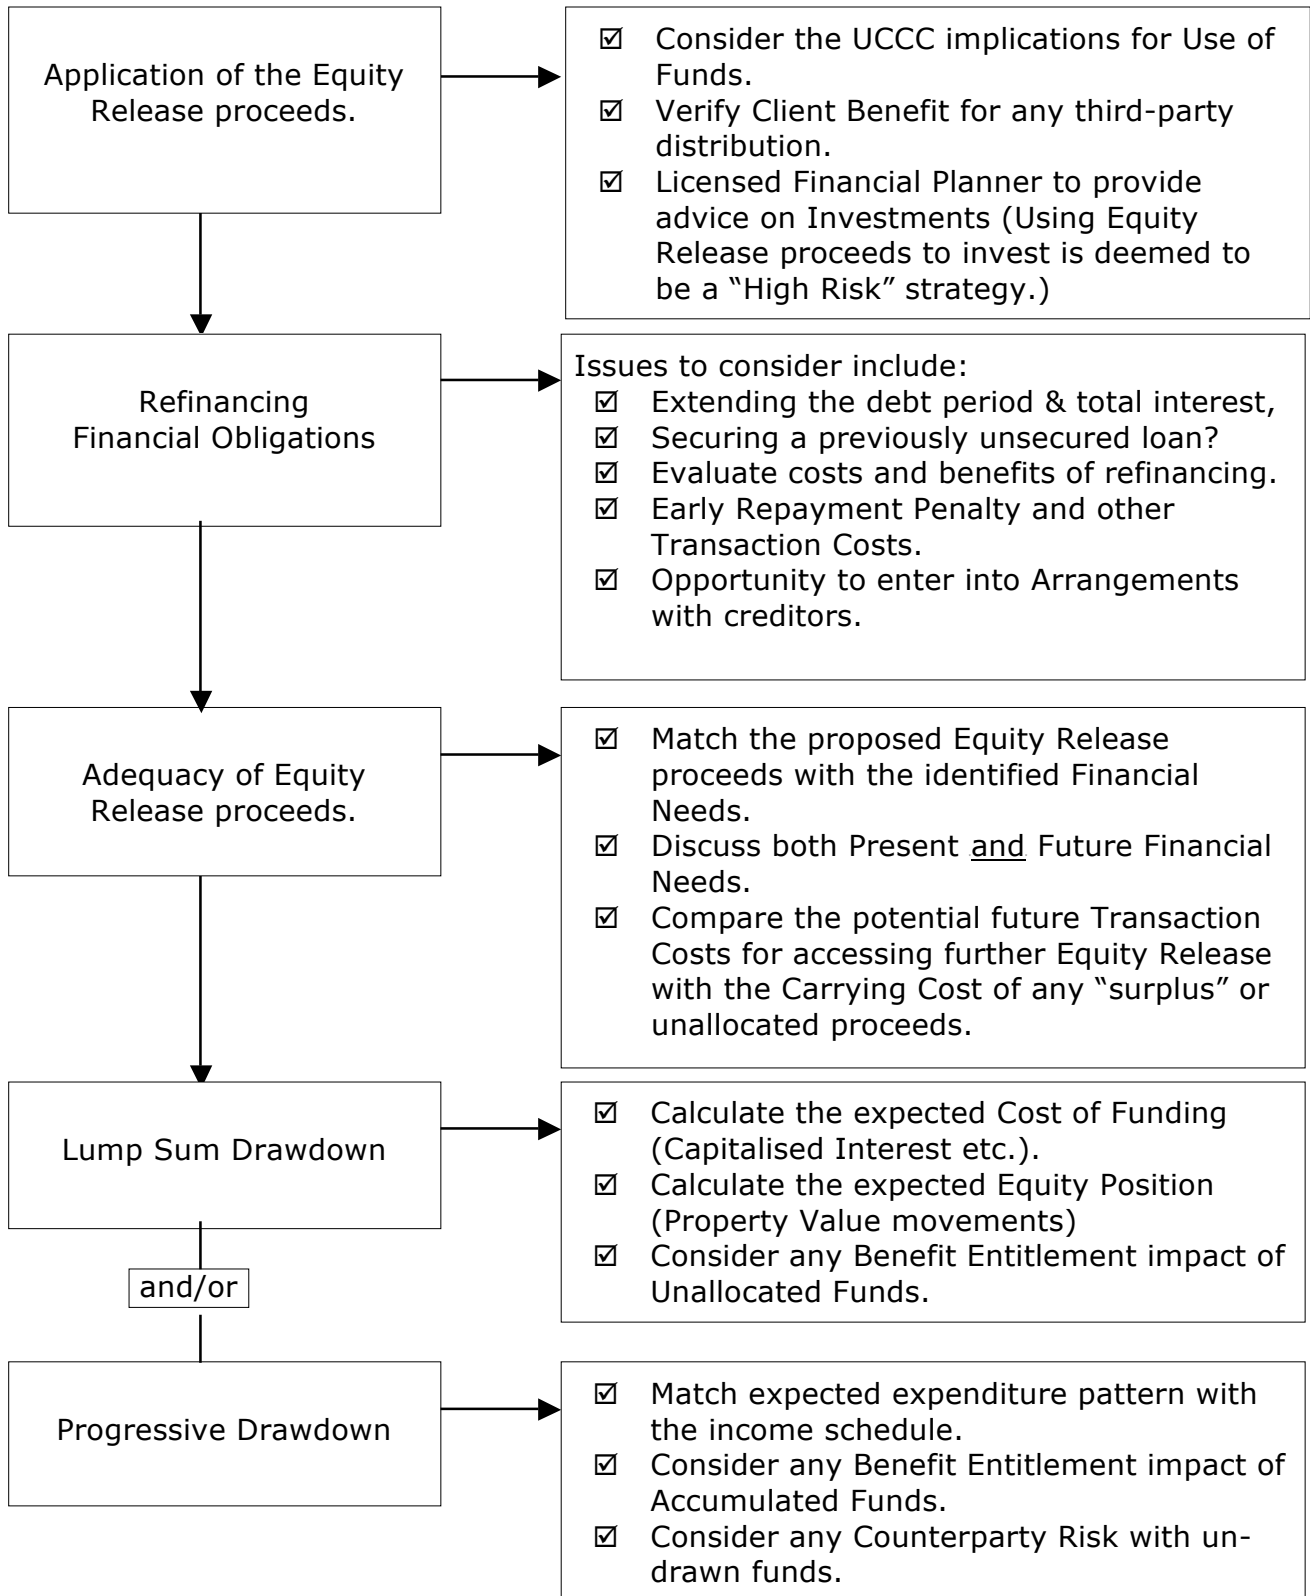 Application of the Equity
Release proceeds.
☑ Consider the UCCC implications for Use of
Funds.
☑ Verify Client Benefit for any third-party
distribution.
☑ Licensed Financial Planner to provide
advice on Investments (Using Equity
Release proceeds to invest is deemed to
be a “High Risk” strategy.)
Refinancing
Financial Obligations
Issues to consider include:
☑ Extending the debt period & total interest,
☑ Securing a previously unsecured loan?
☑ Evaluate costs and benefits of refinancing.
☑ Early Repayment Penalty and other
Transaction Costs.
☑ Opportunity to enter into Arrangements
with creditors.
Adequacy of Equity
Release proceeds.
☑ Match the proposed Equity Release
proceeds with the identified Financial
Needs.
☑ Discuss both Present and Future Financial
Needs.
☑ Compare the potential future Transaction
Costs for accessing further Equity Release
with the Carrying Cost of any “surplus” or
unallocated proceeds.
Lump Sum Drawdown
☑ Calculate the expected Cost of Funding
(Capitalised Interest etc.).
☑ Calculate the expected Equity Position
(Property Value movements)
☑ Consider any Benefit Entitlement impact of
Unallocated Funds.
and/or
Progressive Drawdown
☑ Match expected expenditure pattern with
the income schedule.
☑ Consider any Benefit Entitlement impact of
Accumulated Funds.
☑ Consider any Counterparty Risk with un-
drawn funds.